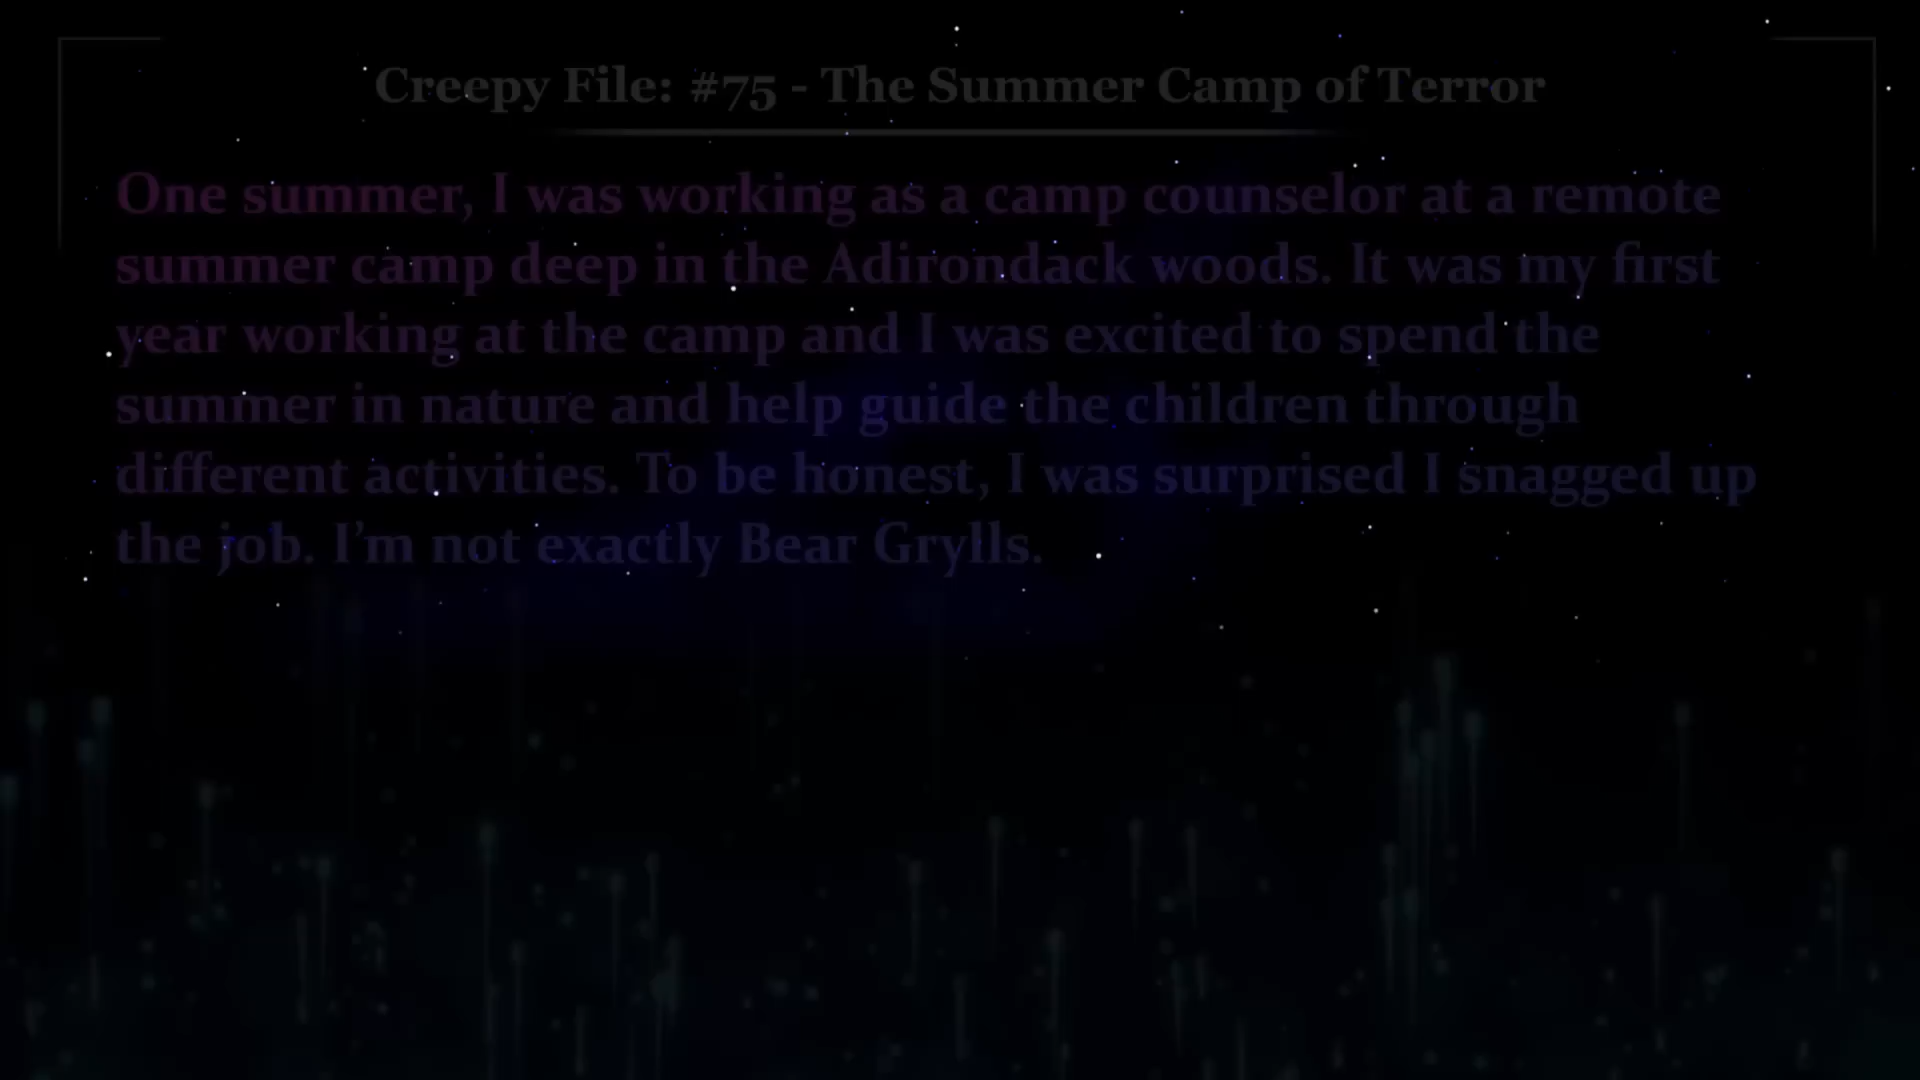 Creepy File: #75 - The Summer Camp of Terror
One summer, I was working as a camp counselor at a remote
summer camp deep in the Adirondack woods. It was my first
year working at the camp and I was excited to spend the
summer in nature and help guide the children through
different activities. To be honest, I was surprised I snagged up
the job. I’m not exactly Bear Grylls.